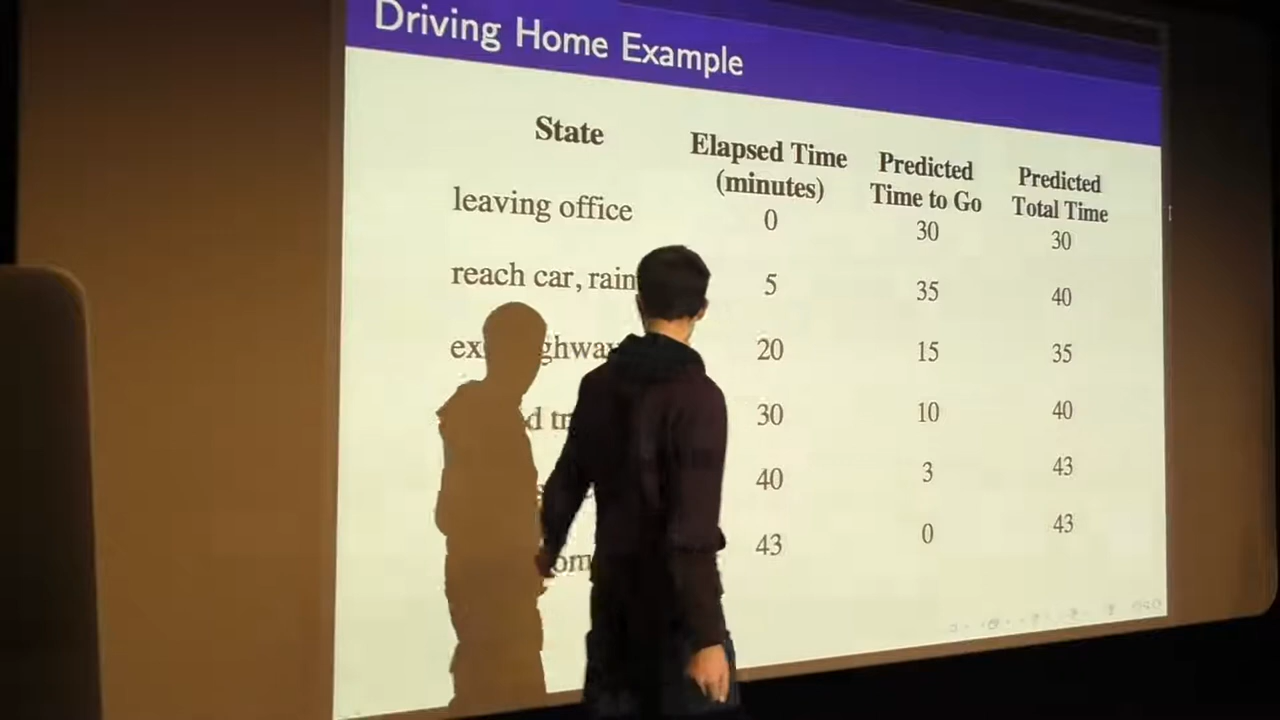 Driving Home Example
State Elapsed Time (minutes) Predicted Time to Go Predicted Total Time
leaving office 0 30 30
reach car, rain 5 35 40
20 15 35
30 10 40
40 3 43
43 0 43